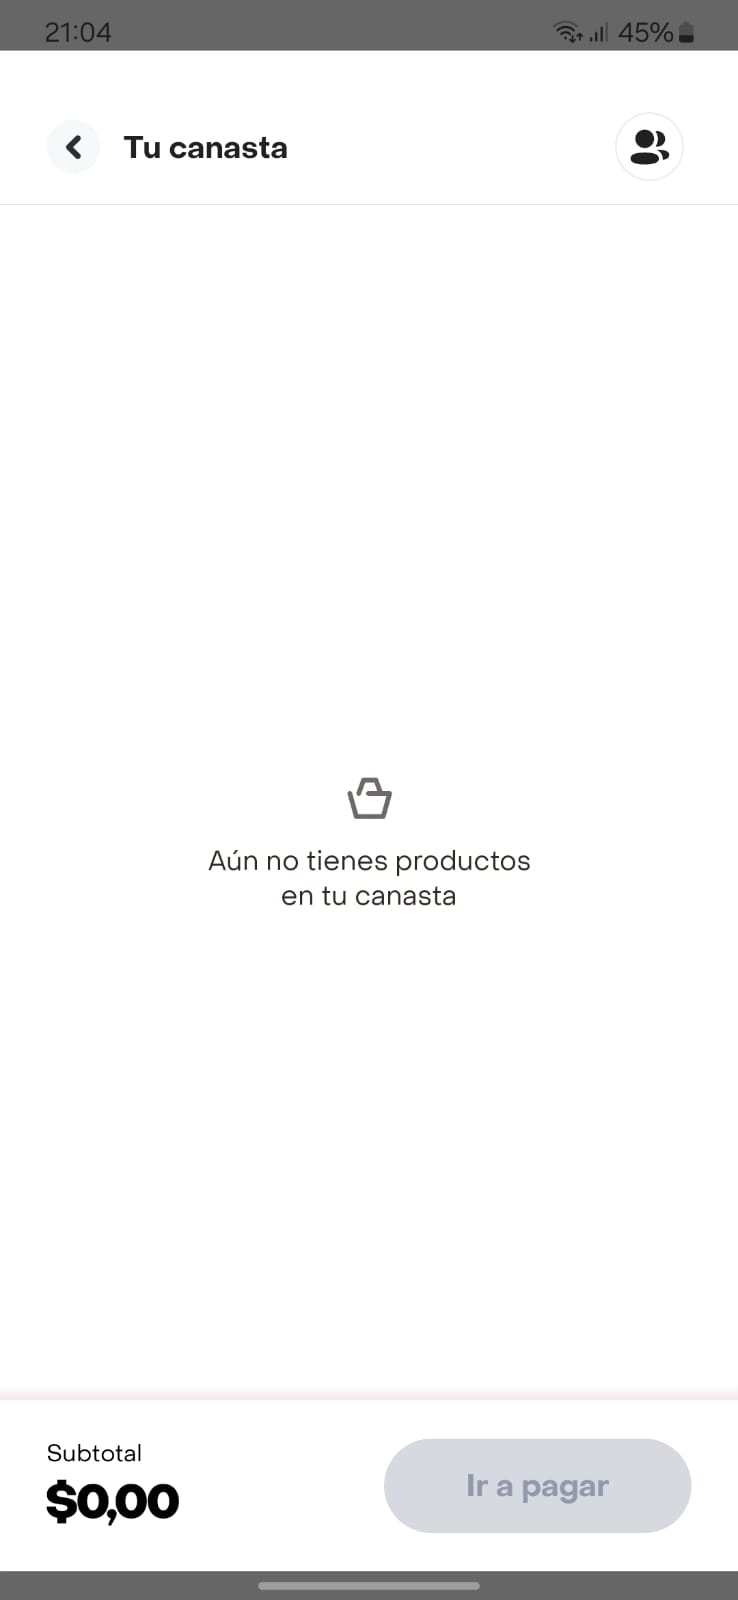 21:04
45%
Tu canasta
Aún no tienes productos
en tu canasta
Subtotal
$0,00
Ir a pagar